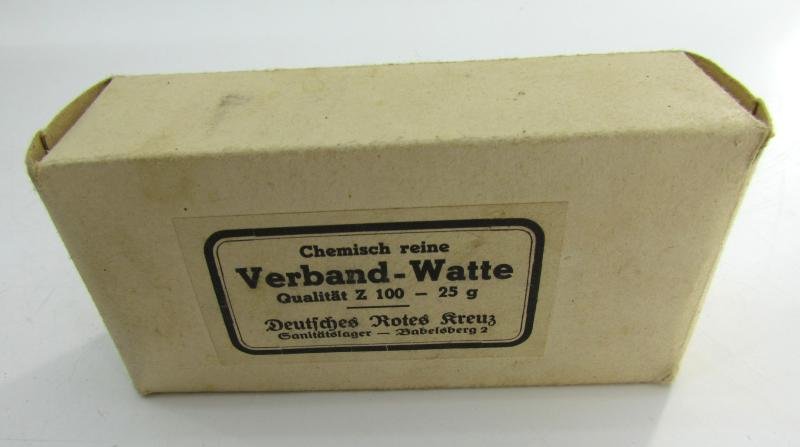 Chemisch reine
Verband-Watte
Qualität Z 100 – 25 g
Deutsches Rotes Kreuz
Sanitätslager — Babelsberg 2